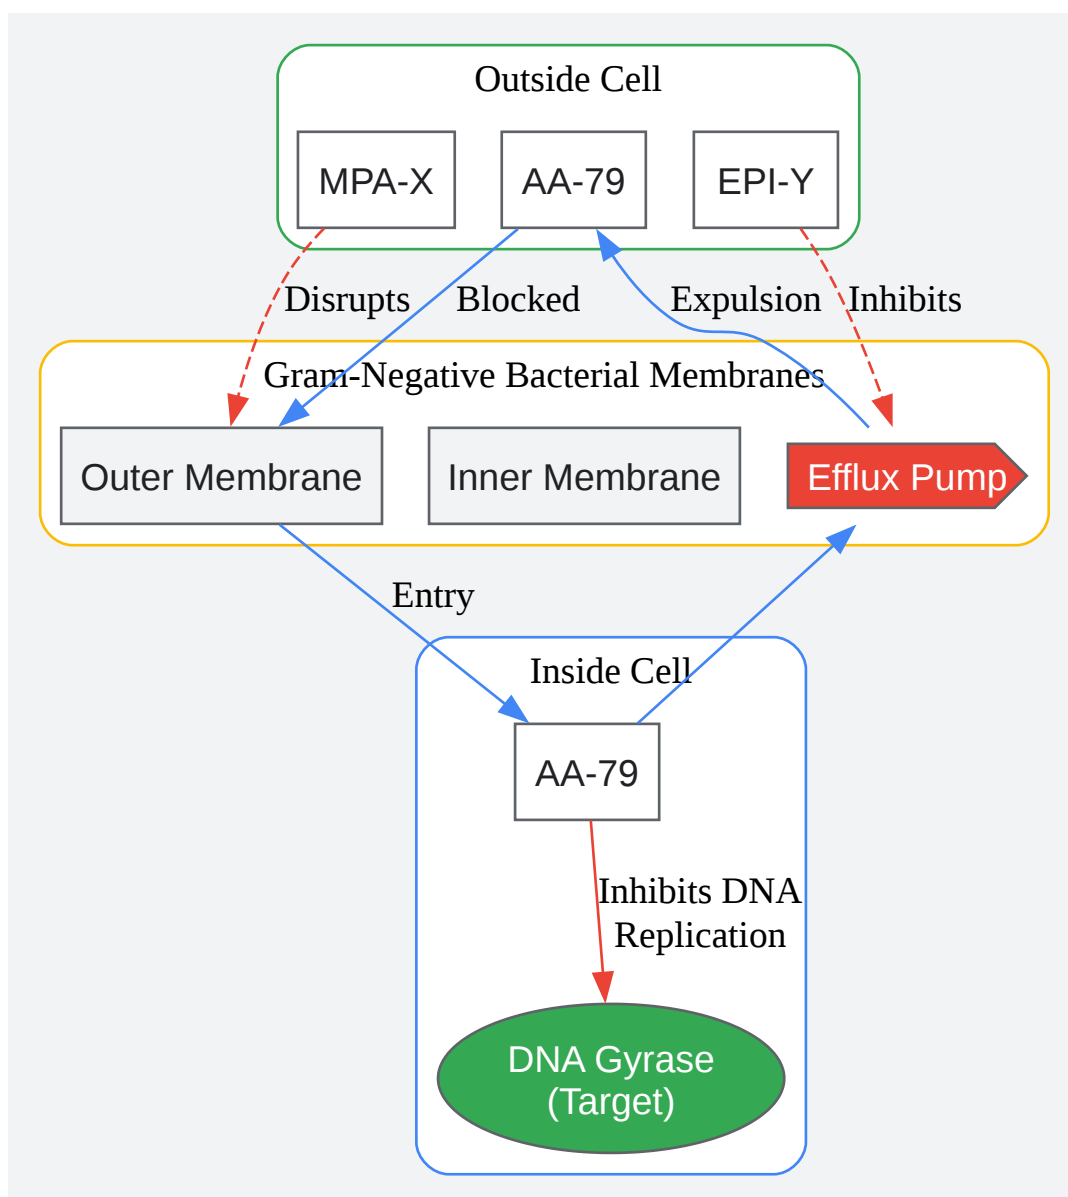 Outside Cell
MPA-X
AA-79
EPI-Y
Disrupts
Blocked
Expulsion
Inhibits
Gram-Negative Bacterial Membranes
Outer Membrane
Inner Membrane
Efflux Pump
Entry
Inside Cell
AA-79
Inhibits DNA
Replication
DNA Gyrase
(Target)